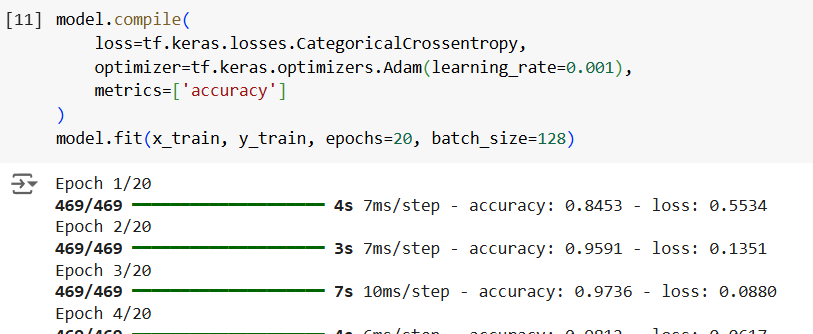 [11] model.compile(
loss=tf.keras.losses.CategoricalCrossentropy,
optimizer=tf.keras.optimizers.Adam(learning_rate=0.001),
metrics=['accuracy']
)
model.fit(x_train, y_train, epochs=20, batch_size=128)
Epoch 1/20
469/469 ━━━━━━━━━━━━━━━━━━━━ 4s 7ms/step - accuracy: 0.8453 - loss: 0.5534
Epoch 2/20
469/469 ━━━━━━━━━━━━━━━━━━━━ 3s 7ms/step - accuracy: 0.9591 - loss: 0.1351
Epoch 3/20
469/469 ━━━━━━━━━━━━━━━━━━━━ 7s 10ms/step - accuracy: 0.9736 - loss: 0.0880
Epoch 4/20